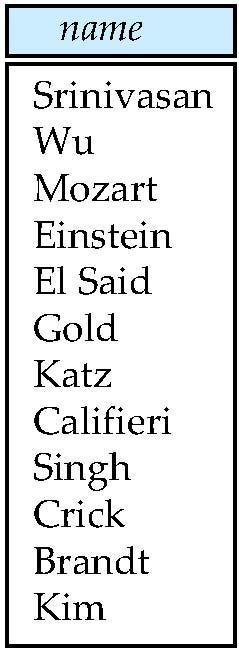 name
Srinivasan
Wu
Mozart
Einstein
El Said
Gold
Katz
Califieri
Singh
Crick
Brandt
Kim